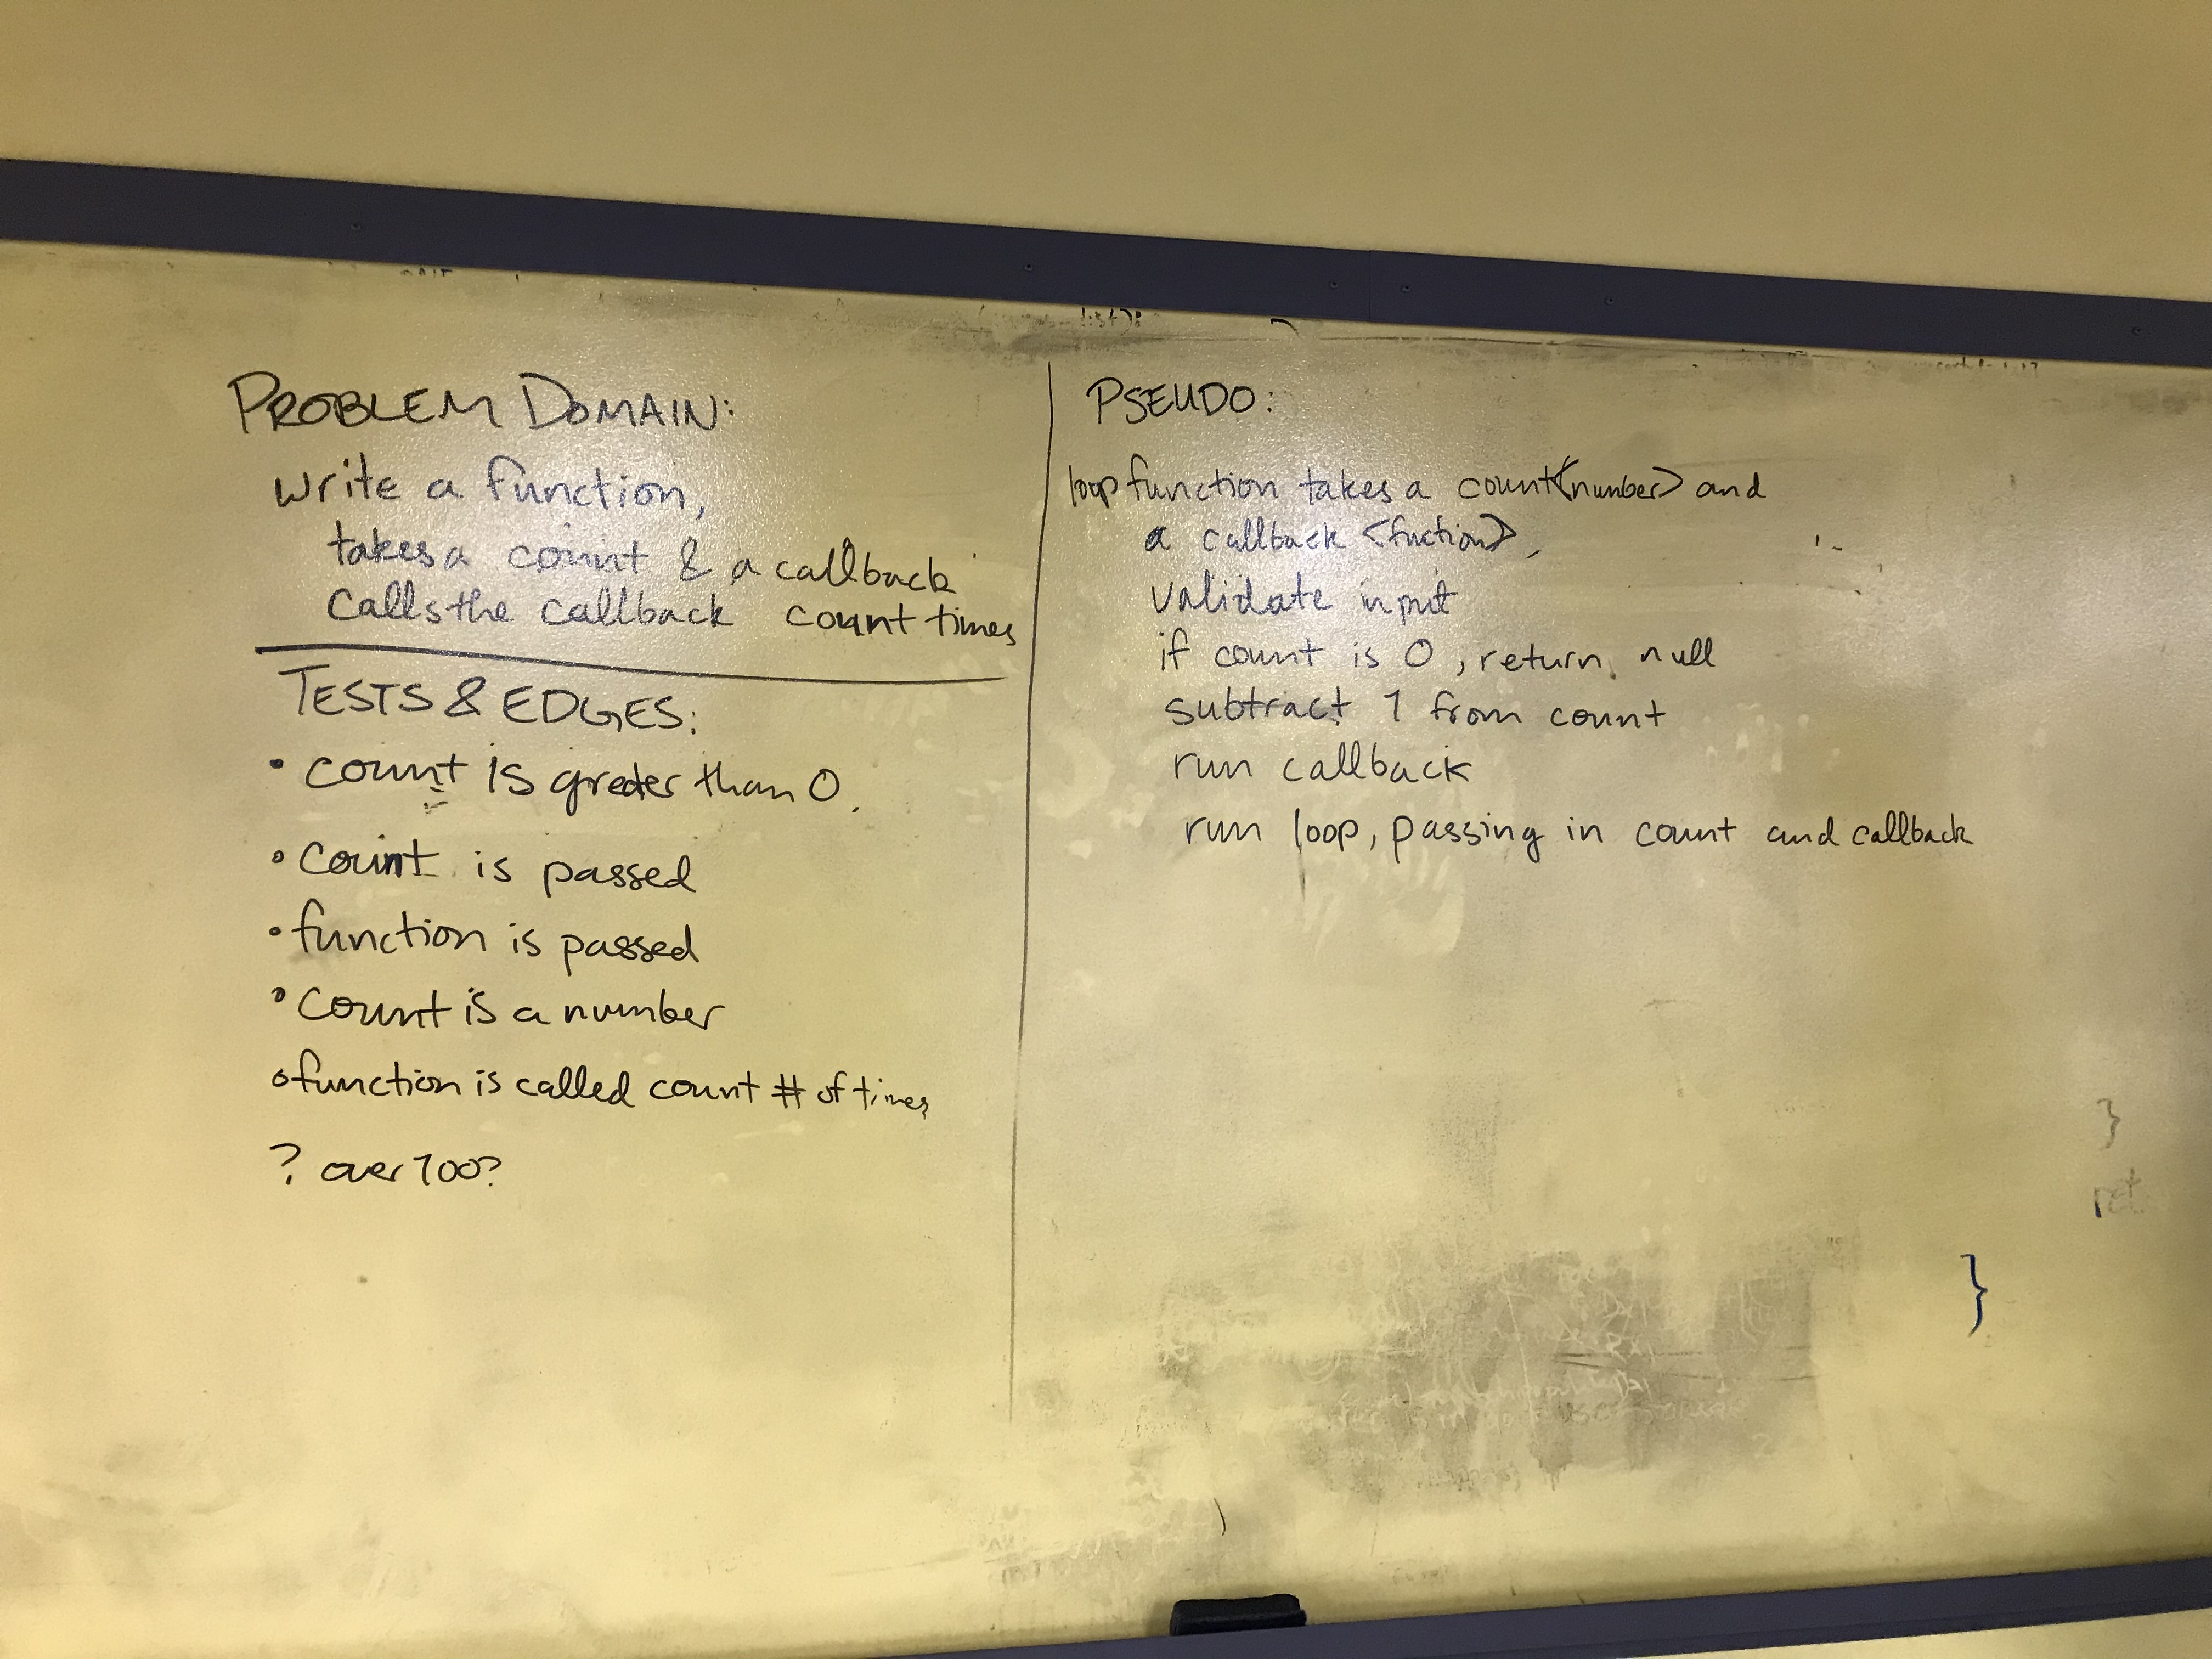 PROBLEM DOMAIN:
write a function,
takes a count & a callback
Calls the callback count times
TESTS & EDGES:
• count is greater than 0.
• Count is passed
• function is passed
• Count is a number
• function is called count # of times
? over 100?
PSEUDO:
loop function takes a count <number> and
a callback <fuction>,
validate input
if count is 0, return null
subtract 1 from count
run callback
run loop, passing in count and callback
}
ret
}